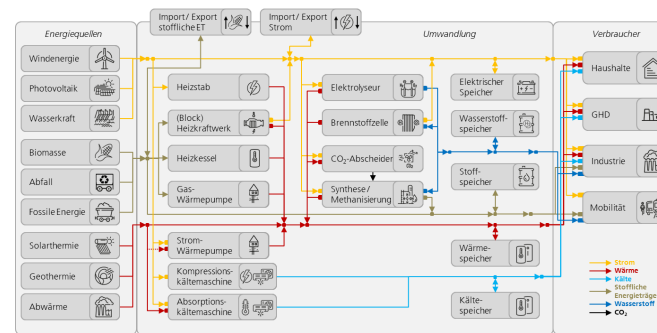 Energiequellen
Import / Export
stoffliche ET
Import / Export
Strom
Umwandlung
Verbraucher
Windenergie
Photovoltaik
Wasserkraft
Biomasse
Abfall
Fossile Energie
Solarthermie
Geothermie
Abwärme
Heizstab
(Block)
Heizkraftwerk
Heizkessel
Gas-
Wärmepumpe
Strom-
Wärmepumpe
Kompressions-
kältemaschine
Absorptions-
kältemaschine
Elektrolyseur
Brennstoffzelle
CO₂-Abscheider
Synthese /
Methanisierung
Elektrischer
Speicher
Wasserstoff-
speicher
Stoff-
speicher
Wärme-
speicher
Kälte-
speicher
Haushalte
GHD
Industrie
Mobilität
Strom
Wärme
Kälte
Stoffliche
Energieträger
Wasserstoff
CO₂